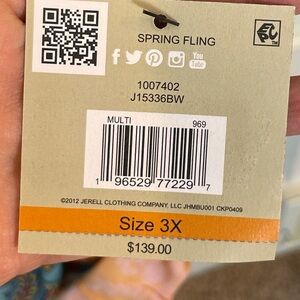 SPRING FLING
You
Tube
1007402
J15336BW
MULTI 969
1 96529 77229 7
©2012 JERELL CLOTHING COMPANY, LLC JHMBU001 CKP0409
Size 3X
$139.00